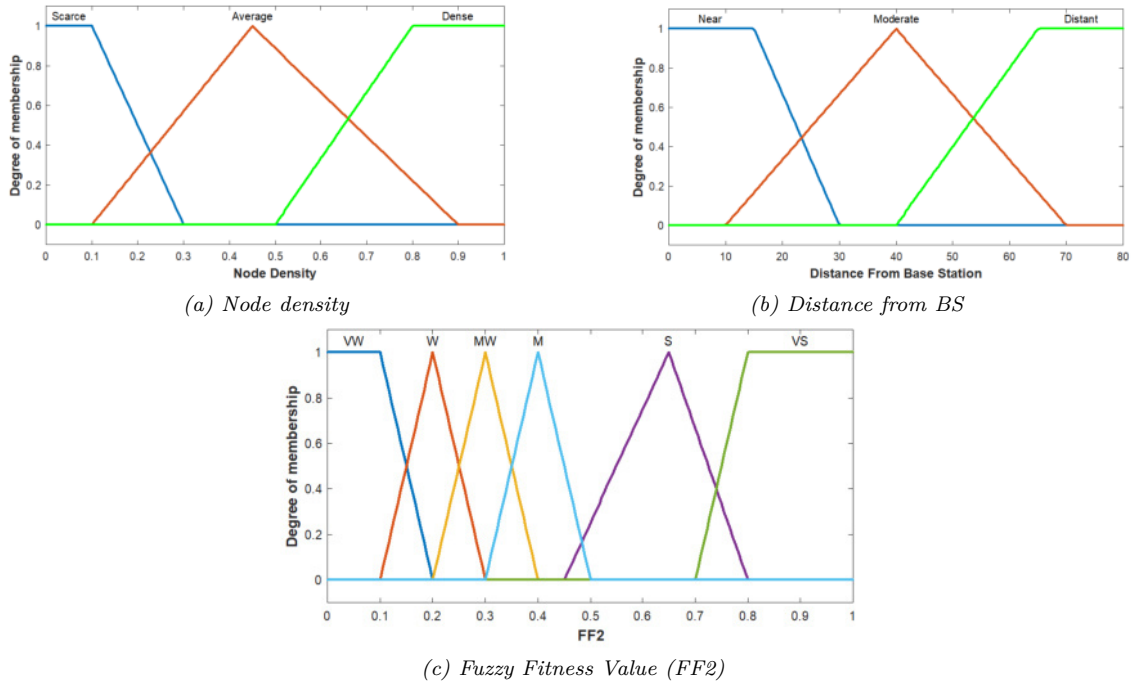 Scarce Average Dense
1
0.8
0.6
0.4
0.2
0
Degree of membership
0 0.1 0.2 0.3 0.4 0.5 0.6 0.7 0.8 0.9 1
Node Density
(a) Node density
Near Moderate Distant
1
0.8
0.6
0.4
0.2
0
Degree of membership
0 10 20 30 40 50 60 70 80
Distance From Base Station
(b) Distance from BS
VW W MW M S VS
1
0.8
0.6
0.4
0.2
0
Degree of membership
0 0.1 0.2 0.3 0.4 0.5 0.6 0.7 0.8 0.9 1
FF2
(c) Fuzzy Fitness Value (FF2)